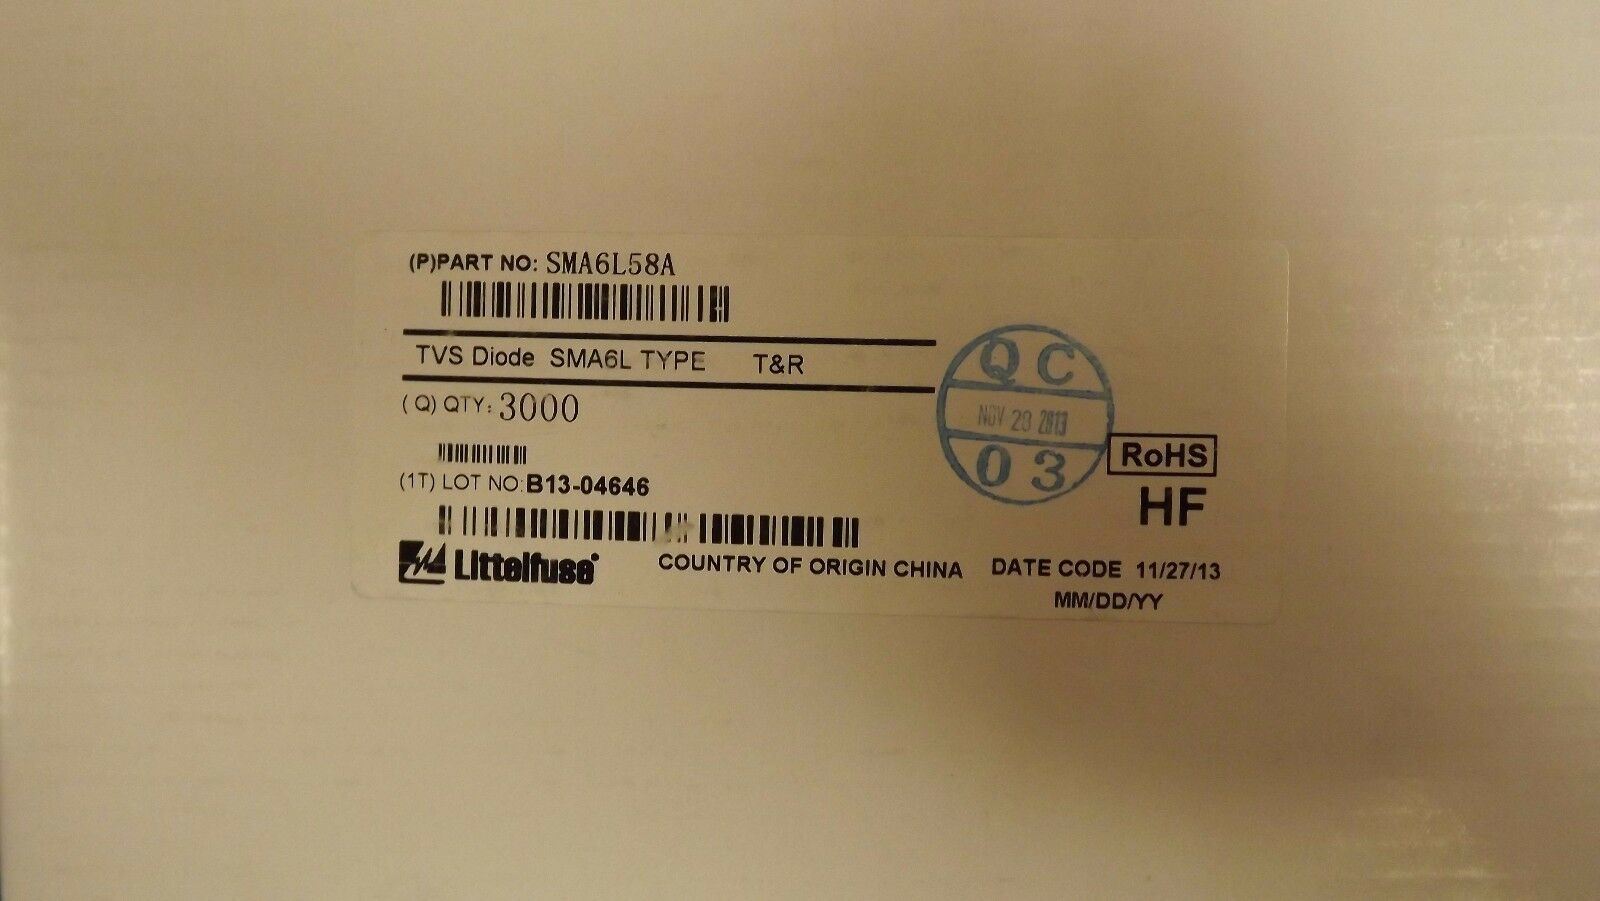 (P)PART NO: SMA6L58A
TVS Diode SMA6L TYPE T&R
(Q) QTY: 3000
(1T) LOT NO: B13-04646
QC
NOV 28 2013
03
RoHS
HF
Littelfuse
COUNTRY OF ORIGIN CHINA DATE CODE 11/27/13
MM/DD/YY